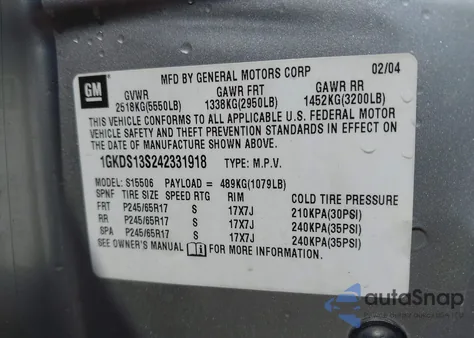 GM
MFD BY GENERAL MOTORS CORP 02/04
GVWR GAWR FRT GAWR RR
2518KG(5550LB) 1338KG(2950LB) 1452KG(3200LB)
THIS VEHICLE CONFORMS TO ALL APPLICABLE U.S. FEDERAL MOTOR
VEHICLE SAFETY AND THEFT PREVENTION STANDARDS IN EFFECT ON
THE DATE OF MANUFACTURE SHOWN ABOVE.
1GKDS13S242331918 TYPE: M.P.V.
MODEL: S15506 PAYLOAD = 489KG(1079LB)
SPNF TIRE SIZE SPEED RTG RIM COLD TIRE PRESSURE
FRT P245/65R17 S 17X7J 210KPA(30PSI)
RR P245/65R17 S 17X7J 240KPA(35PSI)
SPA P245/65R17 S 17X7J 240KPA(35PSI)
SEE OWNER'S MANUAL FOR MORE INFORMATION.
autoSnap